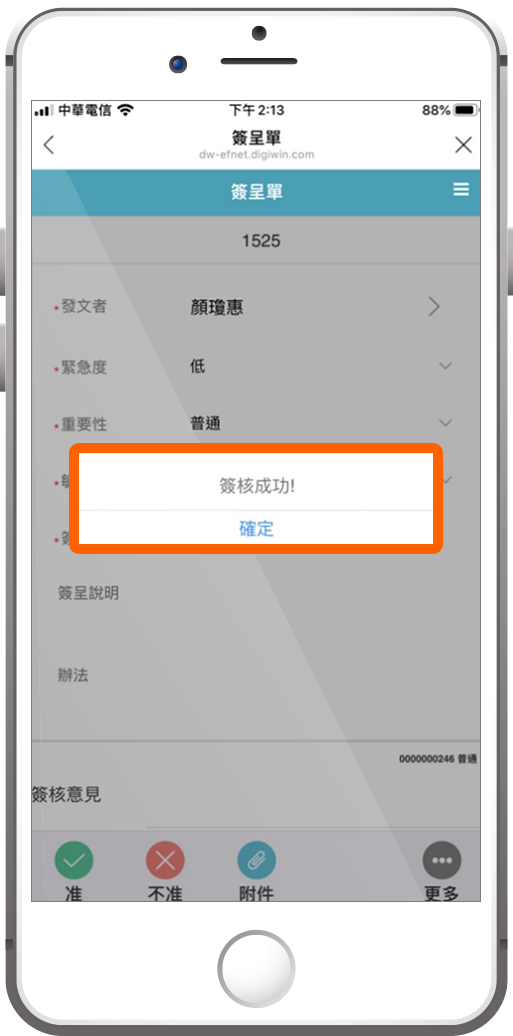 中華電信 下午 2:13 88%
簽呈單
dw-efnet.digiwin.com
簽呈單
1525
*發文者 顏瓊惠
*緊急度 低
*重要性 普通
簽核成功!
確定
簽呈說明
辦法
0000000246 普通
簽核意見
准 不准 附件 更多